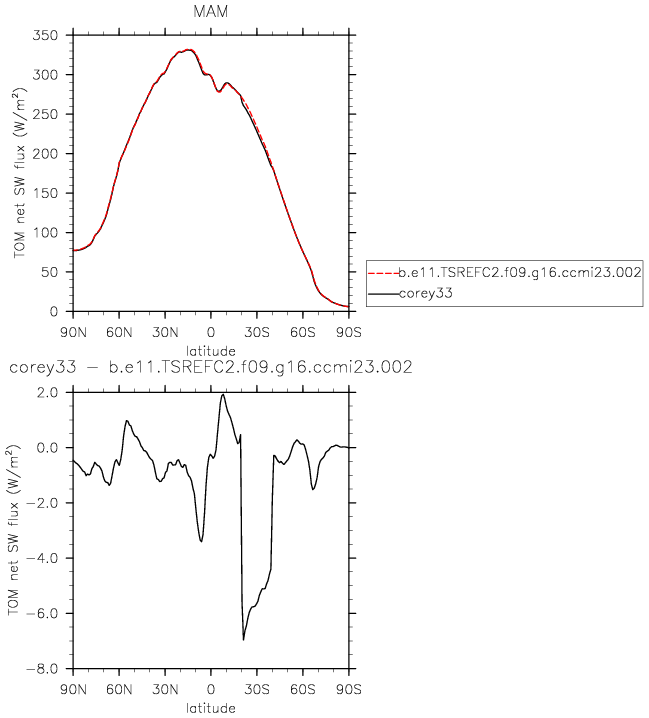 MAM
TOM net SW flux (W/m²)
350
300
250
200
150
100
50
0
90N 60N 30N 0 30S 60S 90S
latitude
b.e11.TSREFC2.f09.g16.ccmi23.002
corey33
corey33 − b.e11.TSREFC2.f09.g16.ccmi23.002
TOM net SW flux (W/m²)
2.0
0.0
−2.0
−4.0
−6.0
−8.0
90N 60N 30N 0 30S 60S 90S
latitude